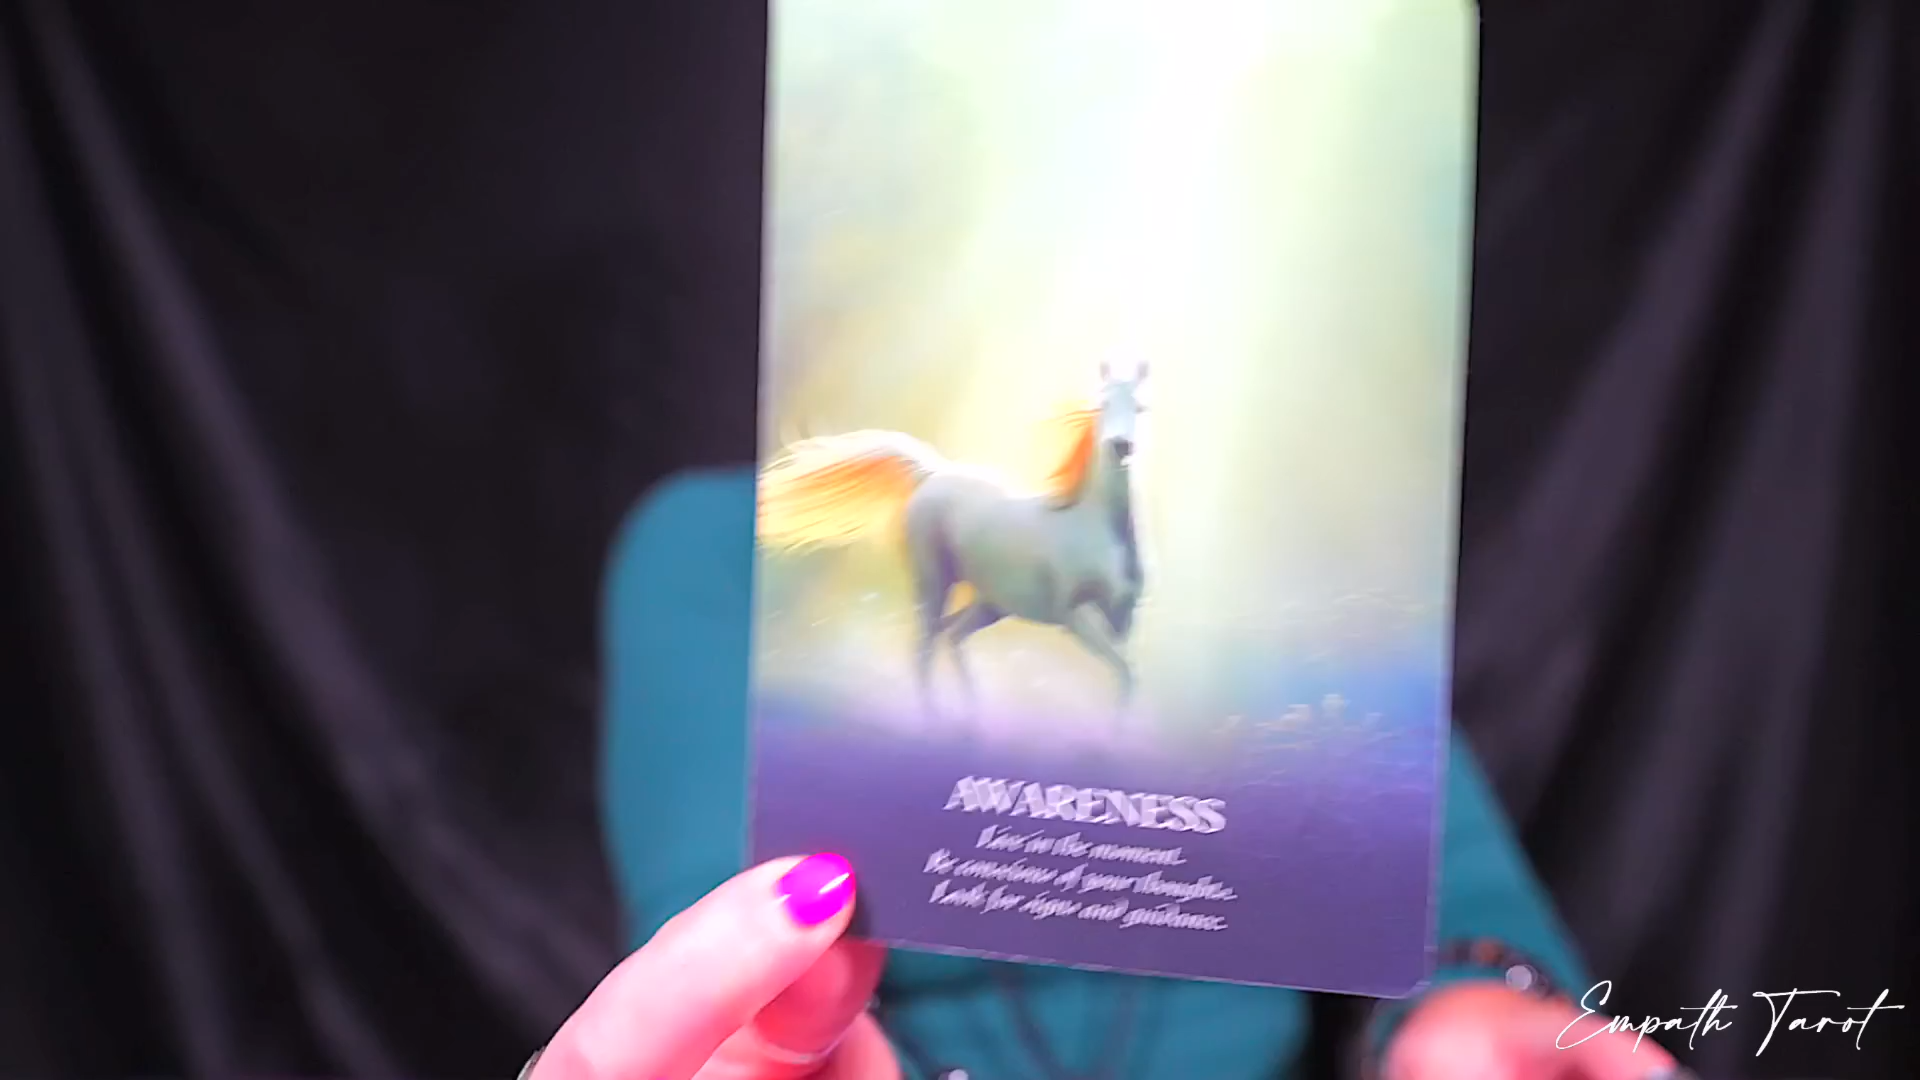 AWARENESS
Live in the moment.
Be conscious of your thoughts.
Look for signs and guidance.
Empath Tarot